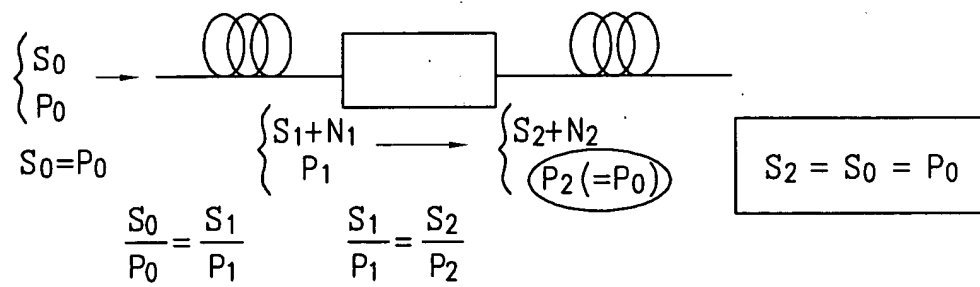 S0
P0
S0=P0
S1+N1
P1
S2+N2
P2(=P0)
S2 = S0 = P0
S0/P0 = S1/P1
S1/P1 = S2/P2